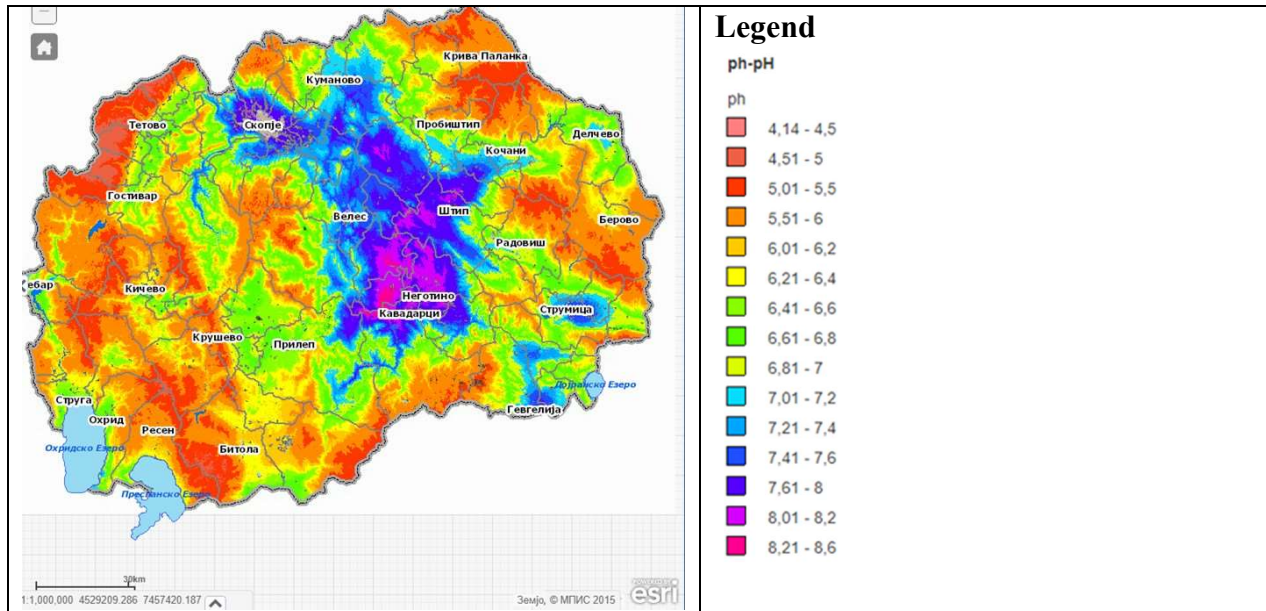 Крива Паланка
Куманово
Скопје
Тетово
Пробиштип
Делчево
Кочани
Гостивар
Велес
Штип
Берово
Радовиш
ебар
Кичево
Неготино
Кавадарци
Струмица
Крушево
Прилеп
Дојранско Езеро
Гевгелија
Струга
Охрид
Ресен
Битола
Охридско Езеро
Преспанско Езеро
30km
1:1,000,000 4529209.286 7457420.187
Земјо, © МПИС 2015
POWERED BY
esri
Legend
ph-pH
ph
4,14 - 4,5
4,51 - 5
5,01 - 5,5
5,51 - 6
6,01 - 6,2
6,21 - 6,4
6,41 - 6,6
6,61 - 6,8
6,81 - 7
7,01 - 7,2
7,21 - 7,4
7,41 - 7,6
7,61 - 8
8,01 - 8,2
8,21 - 8,6